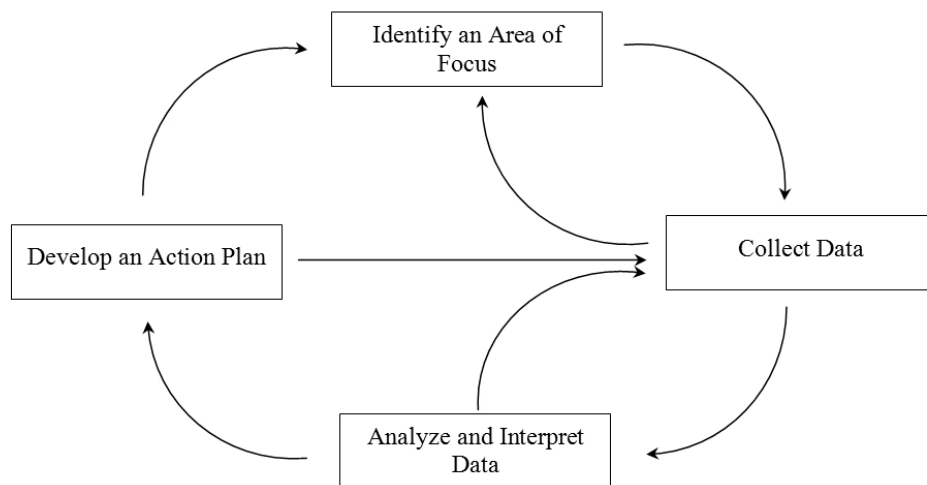 Identify an Area of
Focus
Develop an Action Plan
Collect Data
Analyze and Interpret
Data